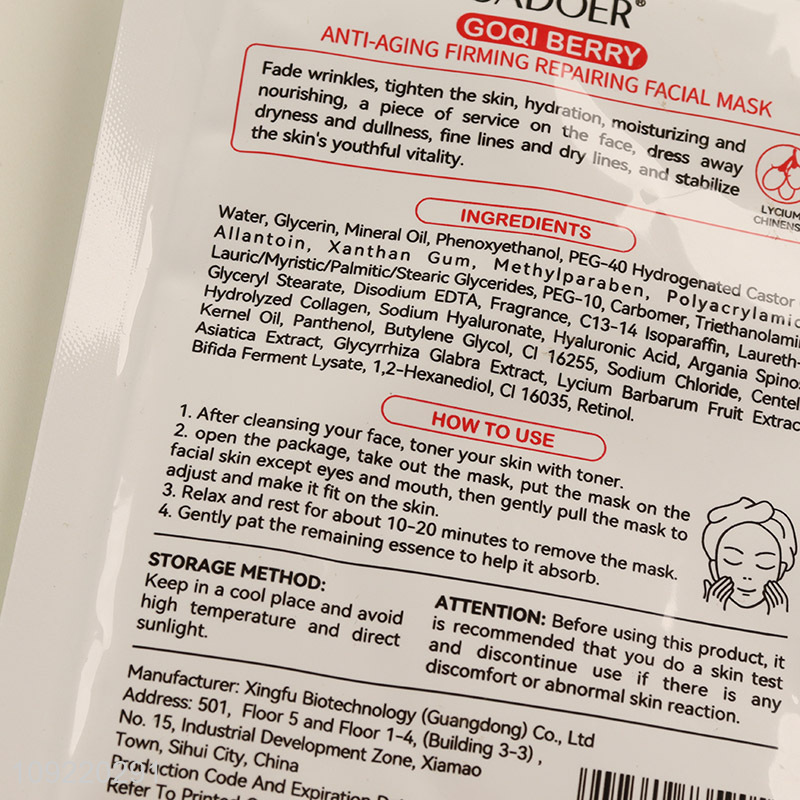 GOQI BERRY
ANTI-AGING FIRMING REPAIRING FACIAL MASK
Fade wrinkles, tighten the skin, hydration, moisturizing and
nourishing, a piece of service on the face, dress away
dryness and dullness, fine lines and dry lines, and stabilize
the skin's youthful vitality.
LYCIUM
CHINENS
INGREDIENTS
Water, Glycerin, Mineral Oil, Phenoxyethanol, PEG-40 Hydrogenated Castor
Allantoin, Xanthan Gum, Methylparaben, Polyacrylamid
Lauric/Myristic/Palmitic/Stearic Glycerides, PEG-10, Carbomer, Triethanolami
Glyceryl Stearate, Disodium EDTA, Fragrance, C13-14 Isoparaffin, Laureth-
Hydrolyzed Collagen, Sodium Hyaluronate, Hyaluronic Acid, Argania Spino
Kernel Oil, Panthenol, Butylene Glycol, CI 16255, Sodium Chloride, Centel
Asiatica Extract, Glycyrrhiza Glabra Extract, Lycium Barbarum Fruit Extrac
Bifida Ferment Lysate, 1,2-Hexanediol, CI 16035, Retinol.
HOW TO USE
1. After cleansing your face, toner your skin with toner.
2. open the package, take out the mask, put the mask on the
facial skin except eyes and mouth, then gently pull the mask to
adjust and make it fit on the skin.
3. Relax and rest for about 10-20 minutes to remove the mask.
4. Gently pat the remaining essence to help it absorb.
STORAGE METHOD:
Keep in a cool place and avoid
high temperature and direct
sunlight.
ATTENTION: Before using this product, it
is recommended that you do a skin test
and discontinue use if there is any
discomfort or abnormal skin reaction.
Manufacturer: Xingfu Biotechnology (Guangdong) Co., Ltd
Address: 501, Floor 5 and Floor 1-4, (Building 3-3) ,
No. 15, Industrial Development Zone, Xiamao
Town, Sihui City, China
Production Code And Expiration
Refer To Printed